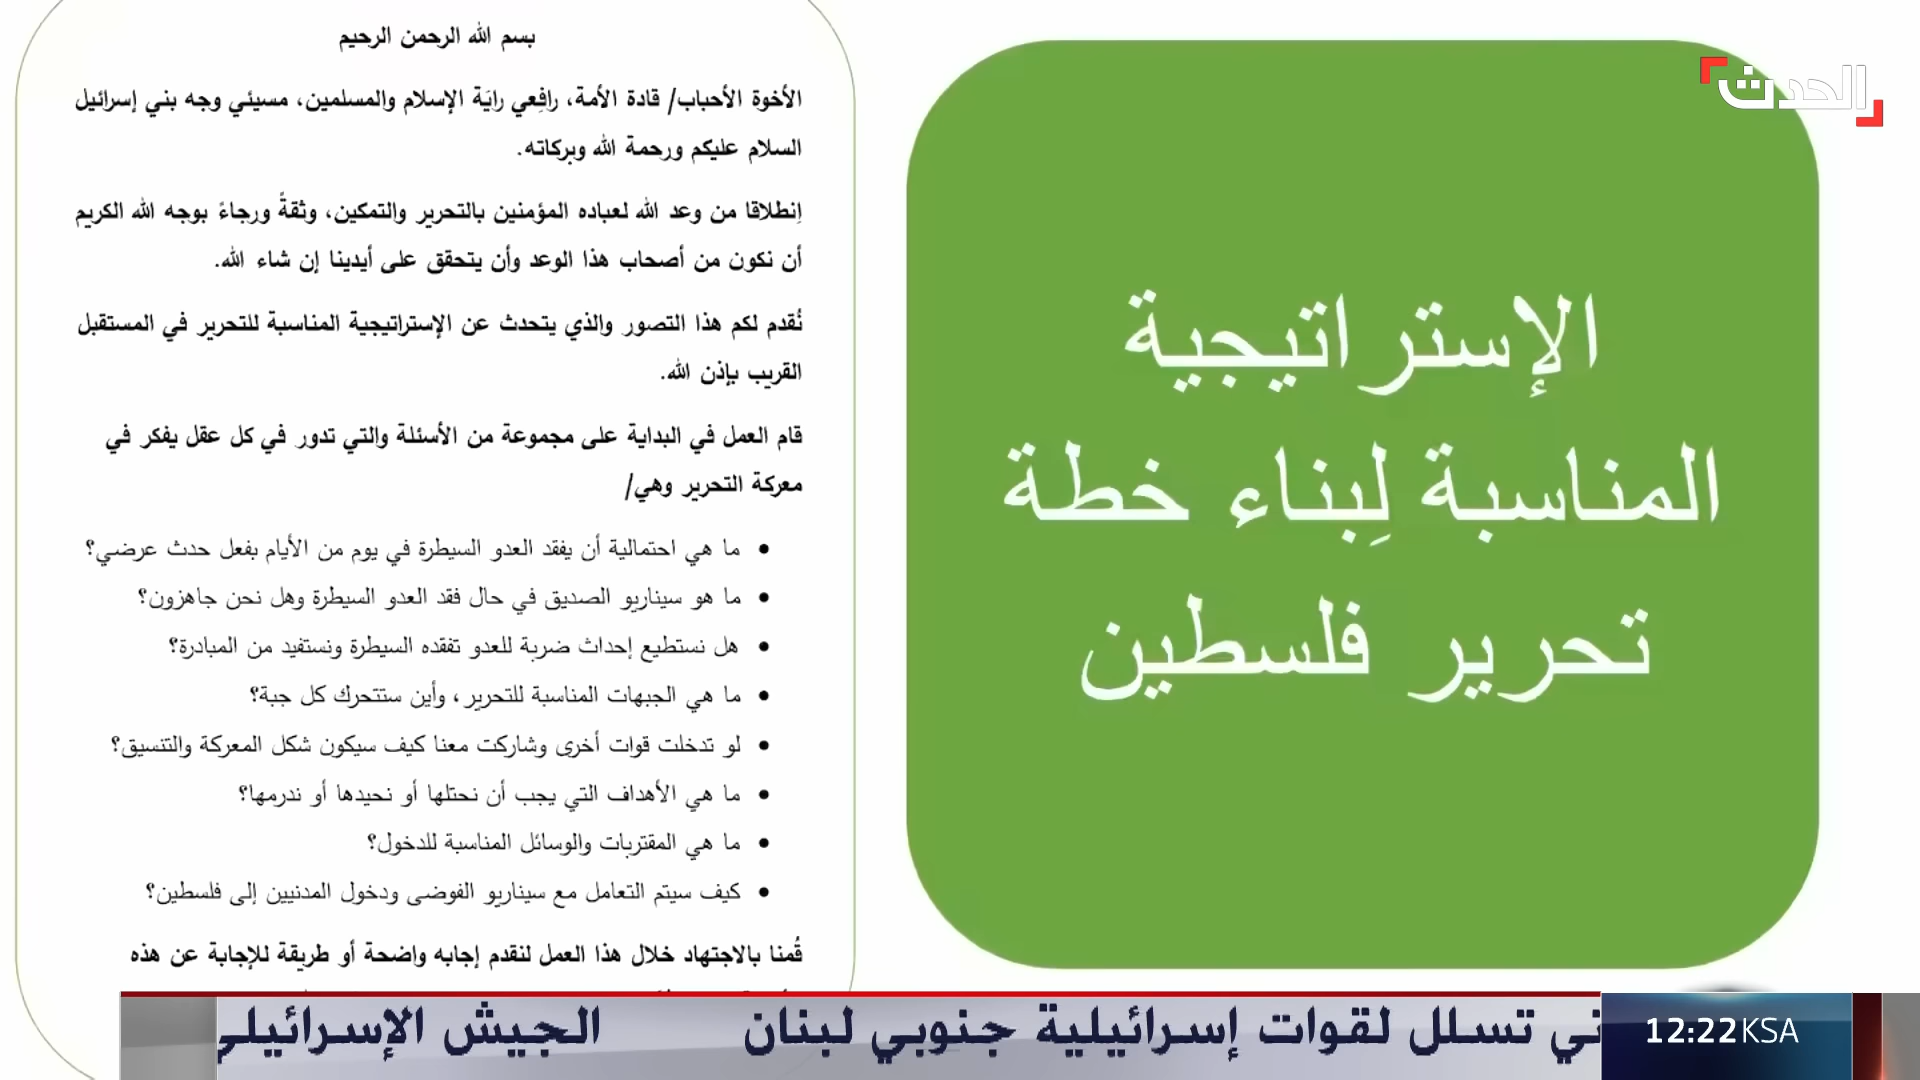 بسم الله الرحمن الرحيم
الأخوة الأحباب/ قادة الأمة، رافِعي رايَة الإسلام والمسلمين، مسيئي وجه بني إسرائيل
السلام عليكم ورحمة الله وبركاته.
إنطلاقا من وعد الله لعباده المؤمنين بالتحرير والتمكين، وثقةً ورجاءً بوجه الله الكريم
أن نكون من أصحاب هذا الوعد وأن يتحقق على أيدينا إن شاء الله.
نُقدم لكم هذا التصور والذي يتحدث عن الإستراتيجية المناسبة للتحرير في المستقبل
القريب بإذن الله.
قام العمل في البداية على مجموعة من الأسئلة والتي تدور في كل عقل يفكر في
معركة التحرير وهي/
• ما هي احتمالية أن يفقد العدو السيطرة في يوم من الأيام بفعل حدث عرضي؟
• ما هو سيناريو الصديق في حال فقد العدو السيطرة وهل نحن جاهزون؟
• هل نستطيع إحداث ضربة للعدو تفقده السيطرة ونستفيد من المبادرة؟
• ما هي الجبهات المناسبة للتحرير، وأين ستتحرك كل جبة؟
• لو تدخلت قوات أخرى وشاركت معنا كيف سيكون شكل المعركة والتنسيق؟
• ما هي الأهداف التي يجب أن نحتلها أو نحيدها أو ندرمها؟
• ما هي المقتربات والوسائل المناسبة للدخول؟
• كيف سيتم التعامل مع سيناريو الفوضى ودخول المدنيين إلى فلسطين؟
قُمنا بالاجتهاد خلال هذا العمل لنقدم إجابه واضحة أو طريقة للإجابة عن هذه
الحدث
الإستراتيجية
المناسبة لِبناء خطة
تحرير فلسطين
تسلل لقوات إسرائيلية جنوبي لبنان الجيش الإسرائيلي
12:22 KSA